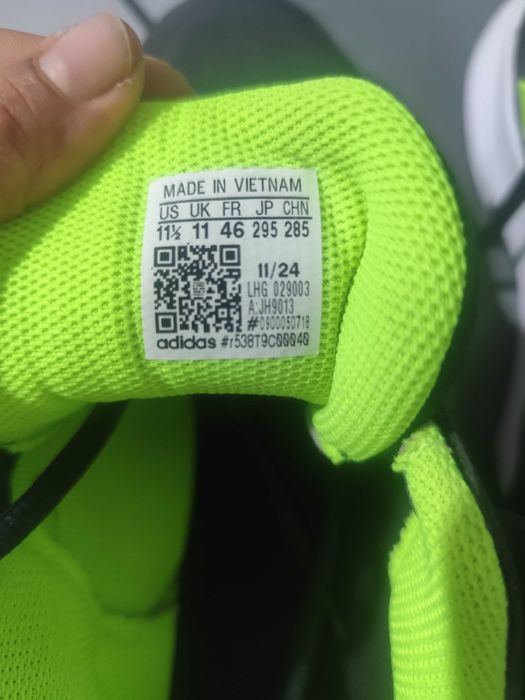 MADE IN VIETNAM
US UK FR JP CHN
11½ 11 46 295 285
11/24
LHG 029003
A:JH9013
#0900050718
adidas #r538T9C00040